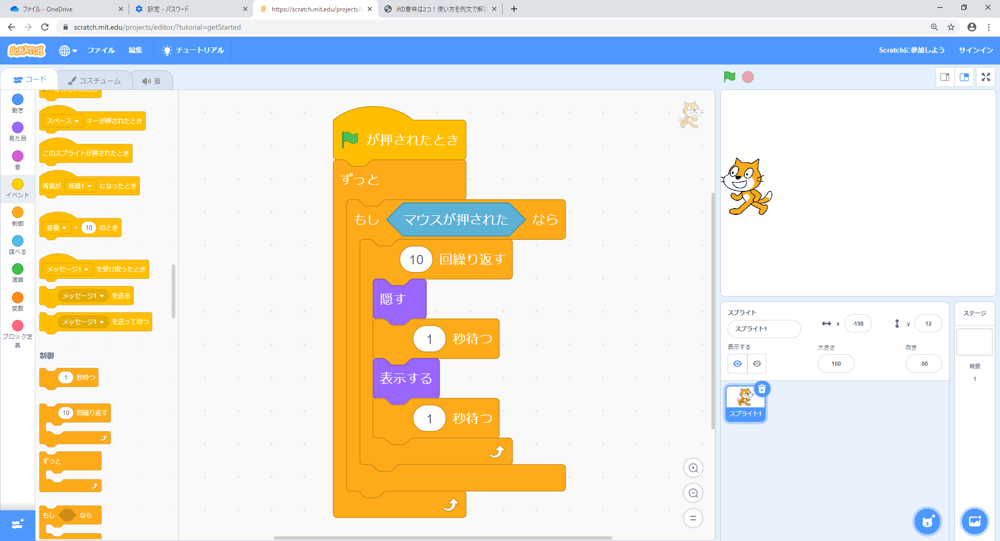 ファイル - OneDrive
設定 - パスワード
https://scratch.mit.edu/projects/e
ifの意味は2つ！使い方を例文で解
scratch.mit.edu/projects/editor/?tutorial=getStarted
SCRATCH
ファイル
編集
チュートリアル
Scratchに参加しよう
サインイン
コード
コスチューム
音
動き
見た目
音
イベント
制御
調べる
演算
変数
ブロック定
義
が押されたとき
スペース キーが押されたとき
このスプライトが押されたとき
背景が 背景1 になったとき
音量 > 10 のとき
メッセージ1 を受け取ったとき
メッセージ1 を送る
メッセージ1 を送って待つ
制御
1 秒待つ
10 回繰り返す
ずっと
もし なら
が押されたとき
ずっと
もし マウスが押された なら
10 回繰り返す
隠す
1 秒待つ
表示する
1 秒待つ
スプライト
スプライト1
x -198
y 12
表示する
大きさ
100
向き
-90
スプライト1
ステージ
背景
1